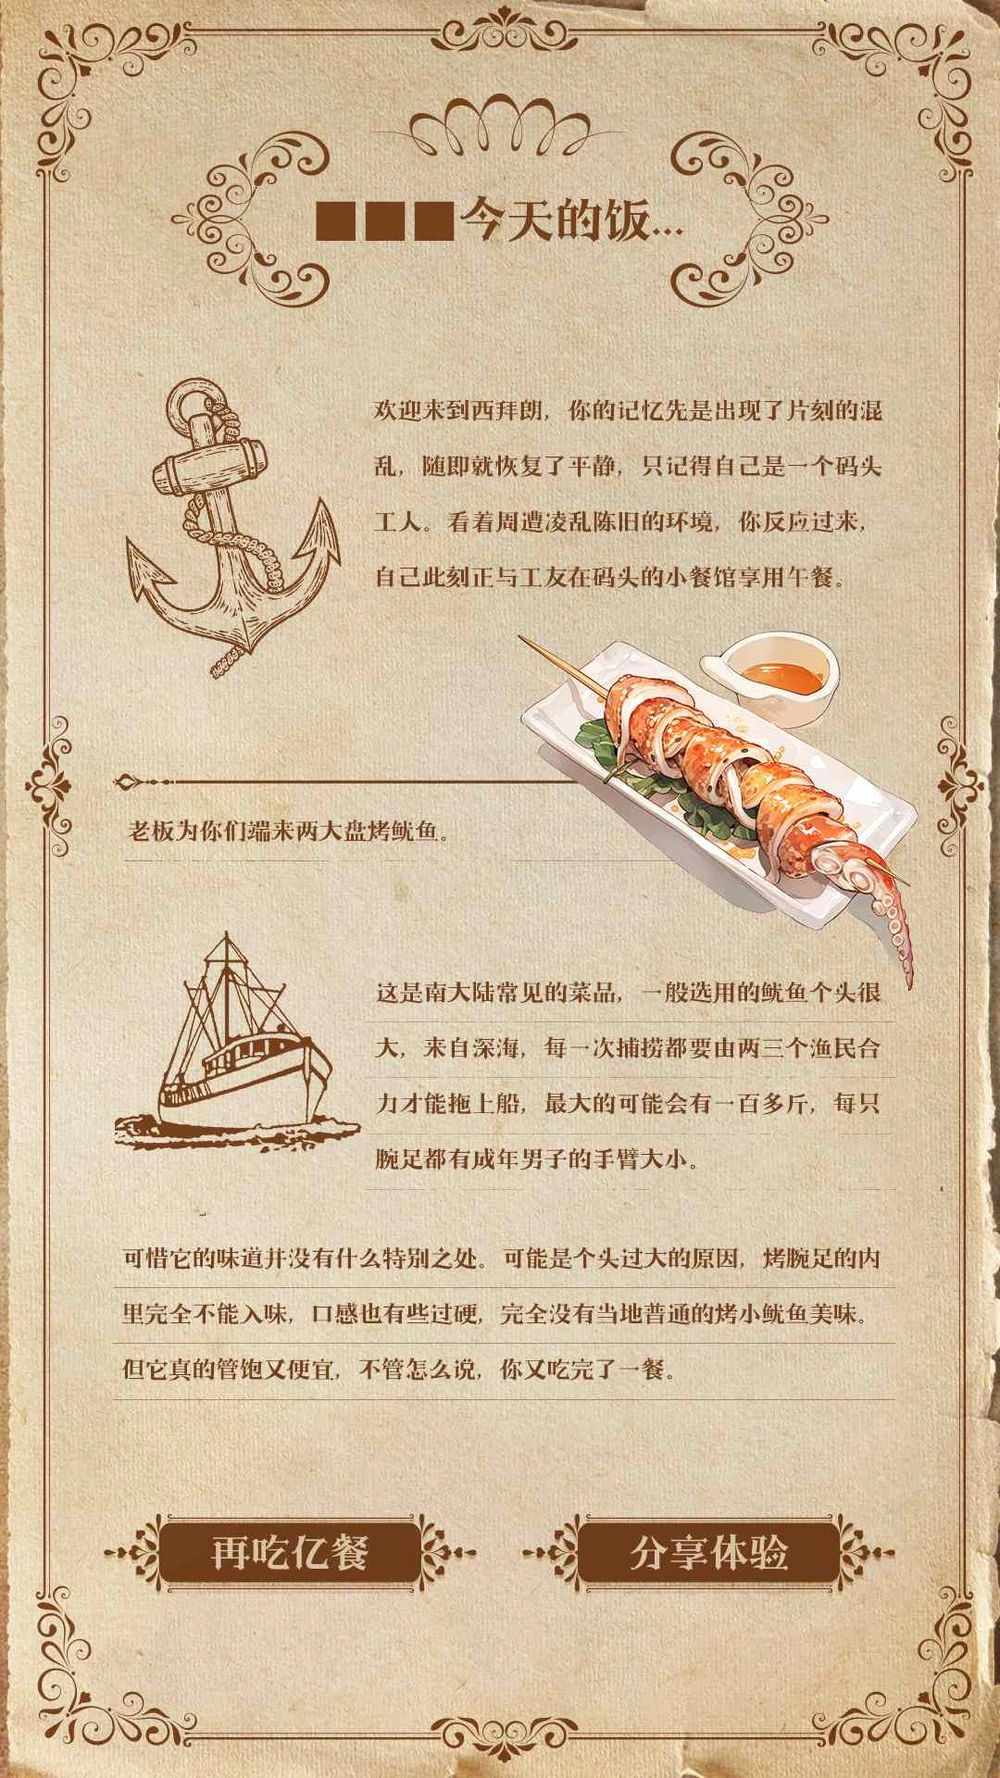 ■■■今天的饭...
欢迎来到西拜朗，你的记忆先是出现了片刻的混
乱，随即就恢复了平静，只记得自己是一个码头
工人。看着周遭凌乱陈旧的环境，你反应过来，
自己此刻正与工友在码头的小餐馆享用午餐。
老板为你们端来两大盘烤鱿鱼。
这是南大陆常见的菜品，一般选用的鱿鱼个头很
大，来自深海，每一次捕捞都要由两三个渔民合
力才能拖上船，最大的可能会有一百多斤，每只
腕足都有成年男子的手臂大小。
可惜它的味道并没有什么特别之处。可能是个头过大的原因，烤腕足的内
里完全不能入味，口感也有些过硬，完全没有当地普通的烤小鱿鱼美味。
但它真的管饱又便宜，不管怎么说，你又吃完了一餐。
再吃亿餐
分享体验